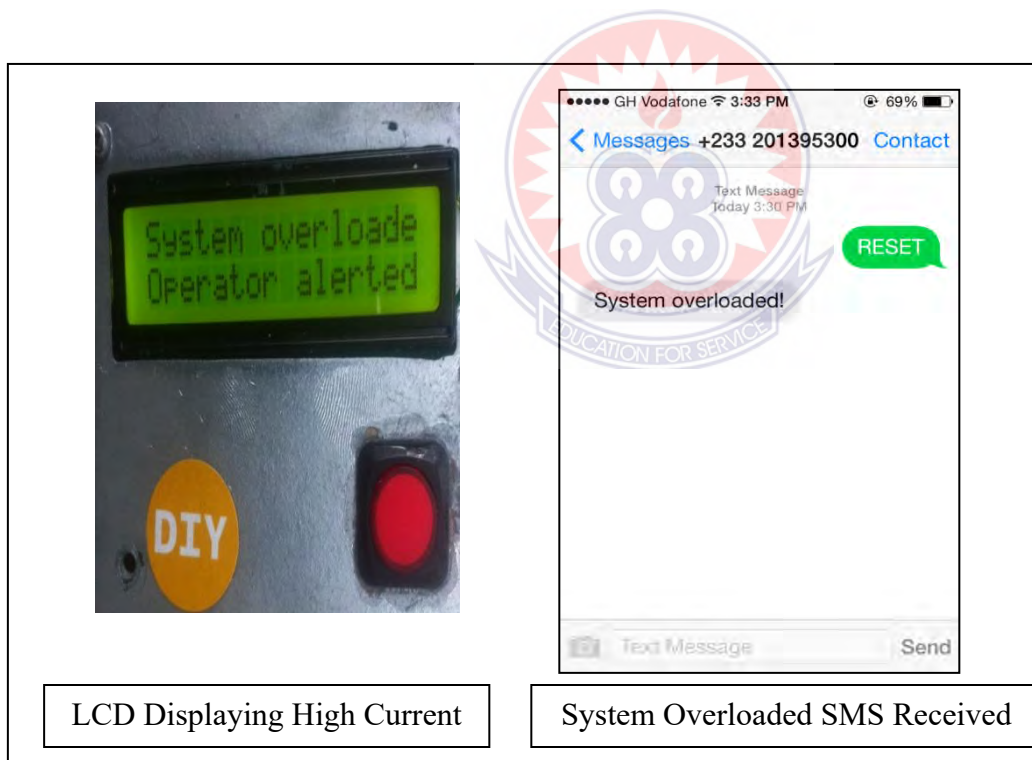 System overloade
Operator alerted
DIY
LCD Displaying High Current
GH Vodafone 3:33 PM 69%
Messages +233 201395300 Contact
Text Message
Today 3:30 PM
RESET
System overloaded!
EDUCATION FOR SERVICE
Text Message Send
System Overloaded SMS Received